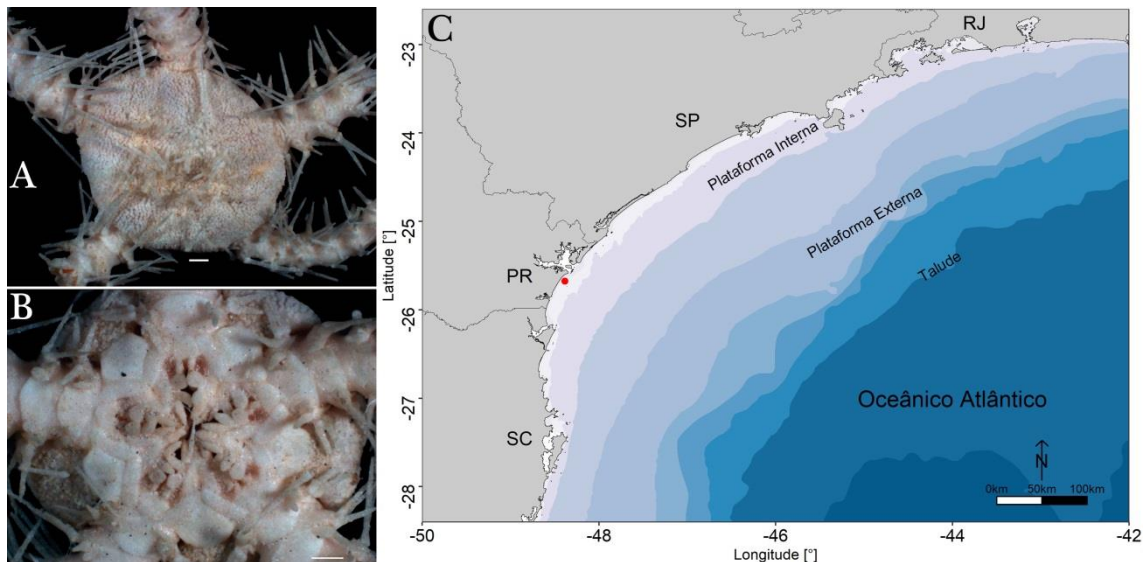 A
B
C
RJ
-23
SP
Plataforma Interna
-24
Plataforma Externa
-25
Talude
PR
-26
Oceânico Atlântico
-27
SC
-28
N
0km 50km 100km
Latitude [°]
-50 -48 -46 -44 -42
Longitude [°]